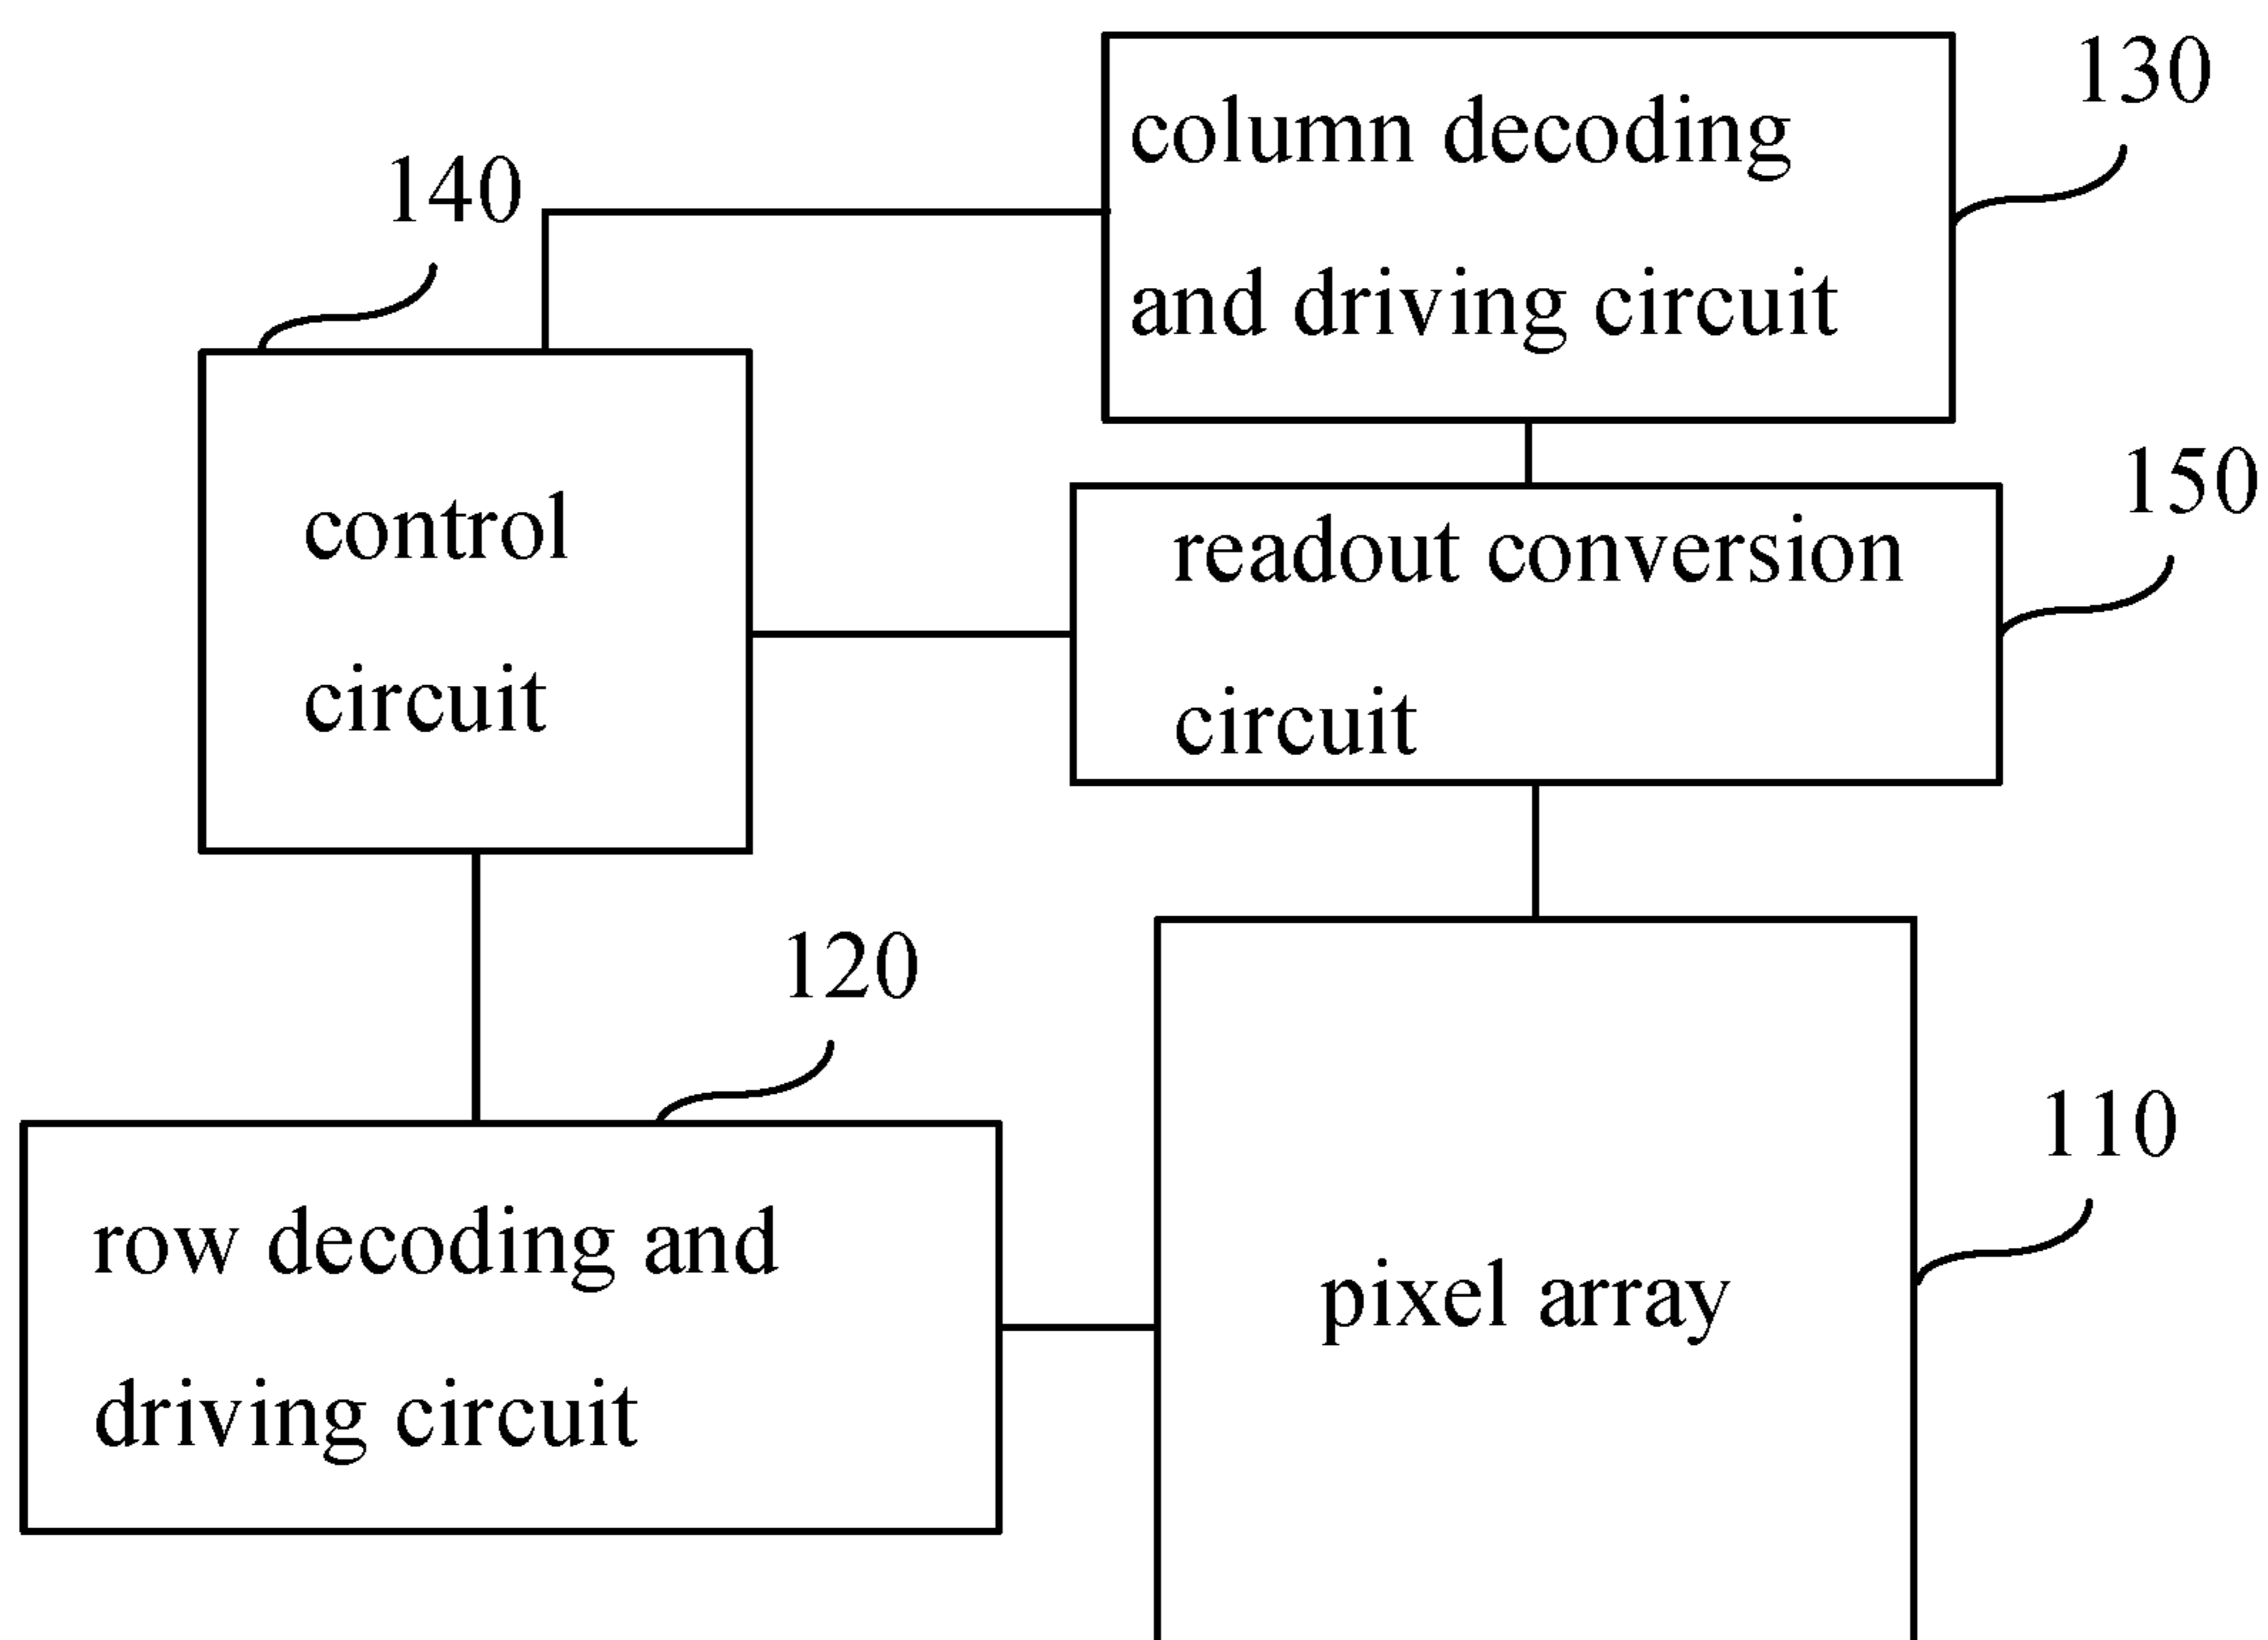 130
column decoding
and driving circuit
140
150
control
circuit
readout conversion
circuit
120
110
row decoding and
driving circuit
pixel array